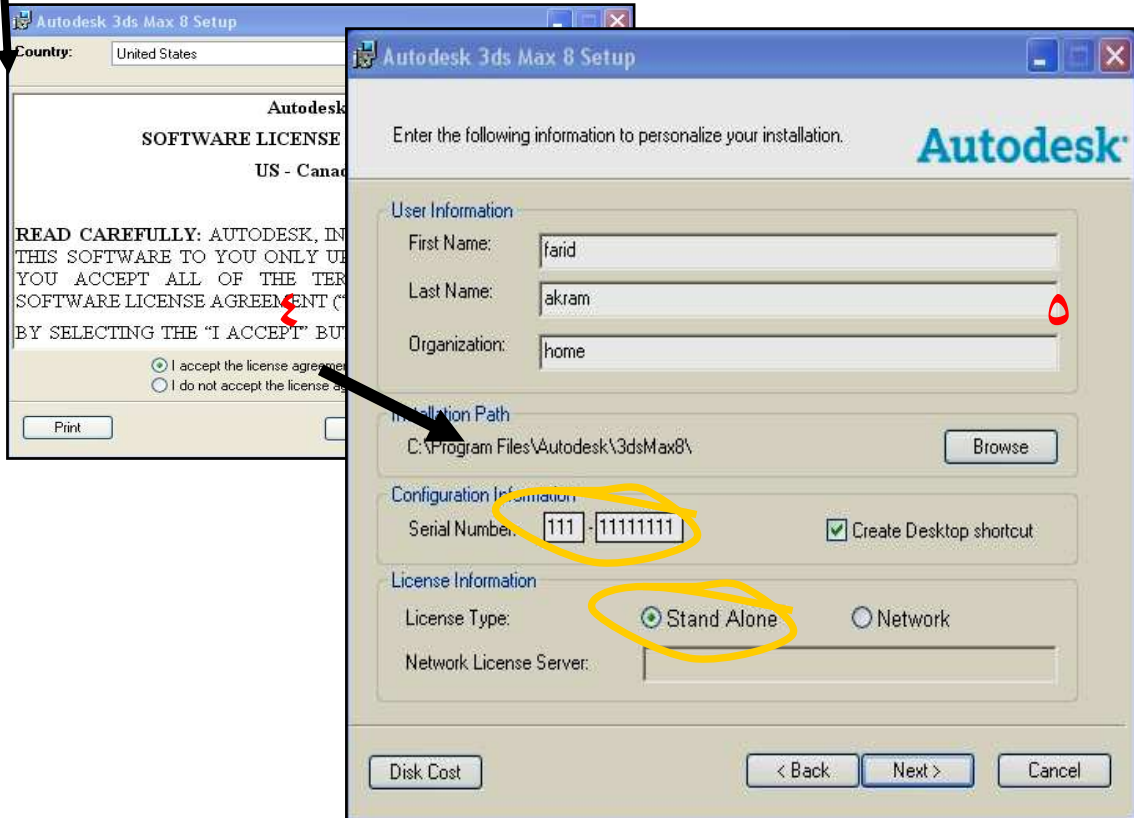 Autodesk 3ds Max 8 Setup
Country:
United States
Autodesk
SOFTWARE LICENSE
US - Canad
READ CAREFULLY: AUTODESK, IN
THIS SOFTWARE TO YOU ONLY U
YOU ACCEPT ALL OF THE TER
SOFTWARE LICENSE AGREEMENT ("
BY SELECTING THE "I ACCEPT" BUT
٤
I accept the license agreeme
I do not accept the license ag
Print
Autodesk 3ds Max 8 Setup
Enter the following information to personalize your installation.
Autodesk
User Information
First Name: farid
Last Name: akram
٥
Organization: home
Installation Path
C:\Program Files\Autodesk\3dsMax8\
Browse
Configuration Information
Serial Number: 111 - 11111111
Create Desktop shortcut
License Information
License Type: Stand Alone Network
Network License Server:
Disk Cost
< Back Next > Cancel